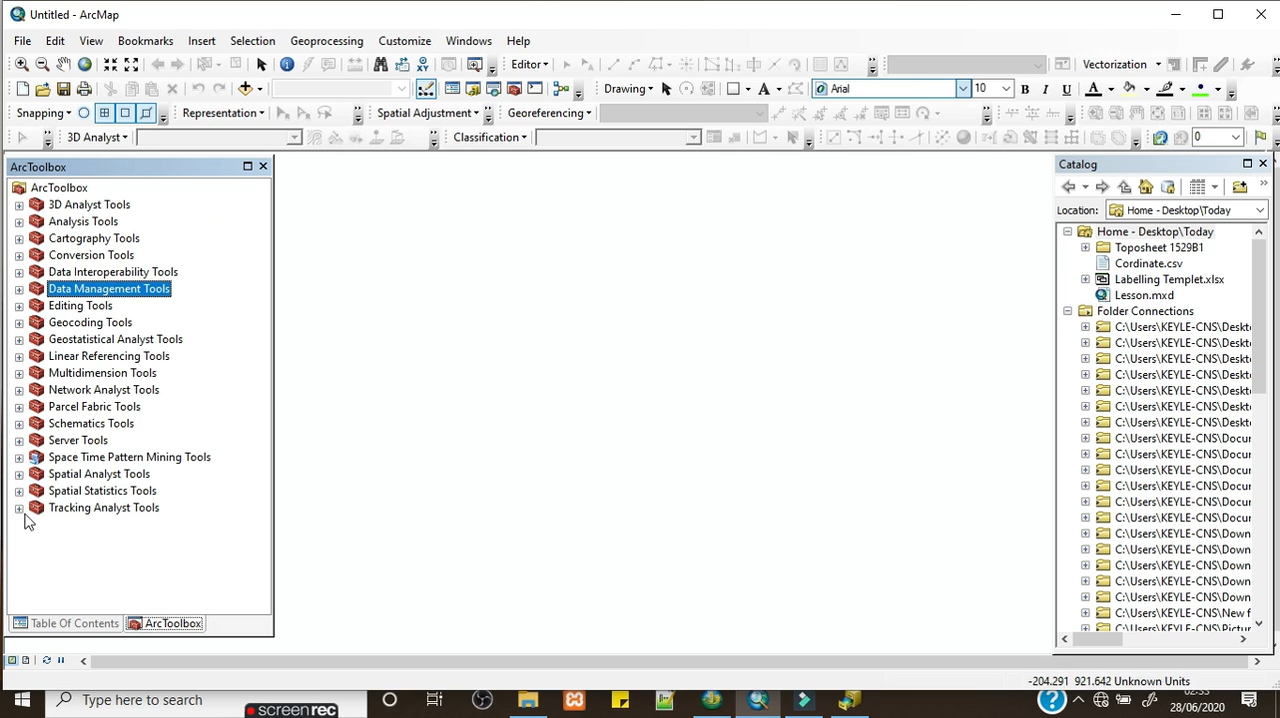 Untitled - ArcMap
File Edit View Bookmarks Insert Selection Geoprocessing Customize Windows Help
Editor Vectorization
Drawing Arial 10 B I U A
Snapping Representation Spatial Adjustment Georeferencing
3D Analyst Classification 0
ArcToolbox
ArcToolbox
3D Analyst Tools
Analysis Tools
Cartography Tools
Conversion Tools
Data Interoperability Tools
Data Management Tools
Editing Tools
Geocoding Tools
Geostatistical Analyst Tools
Linear Referencing Tools
Multidimension Tools
Network Analyst Tools
Parcel Fabric Tools
Schematics Tools
Server Tools
Space Time Pattern Mining Tools
Spatial Analyst Tools
Spatial Statistics Tools
Tracking Analyst Tools
Table Of Contents ArcToolbox
Catalog
Location: Home - Desktop\Today
Home - Desktop\Today
Toposheet 1529B1
Cordinate.csv
Labelling Templet.xlsx
Lesson.mxd
Folder Connections
C:\Users\KEYLE-CNS\Deskt
C:\Users\KEYLE-CNS\Deskt
C:\Users\KEYLE-CNS\Deskt
C:\Users\KEYLE-CNS\Deskt
C:\Users\KEYLE-CNS\Deskt
C:\Users\KEYLE-CNS\Deskt
C:\Users\KEYLE-CNS\Deskt
C:\Users\KEYLE-CNS\Docur
C:\Users\KEYLE-CNS\Docur
C:\Users\KEYLE-CNS\Docur
C:\Users\KEYLE-CNS\Docur
C:\Users\KEYLE-CNS\Docur
C:\Users\KEYLE-CNS\Docur
C:\Users\KEYLE-CNS\Down
C:\Users\KEYLE-CNS\Down
C:\Users\KEYLE-CNS\Down
C:\Users\KEYLE-CNS\Down
C:\Users\KEYLE-CNS\Down
C:\Users\KEYLE-CNS\New f
C:\Users\KEYLE-CNS\Pictur
-204.291 921.642 Unknown Units
Type here to search
screenrec
02:33
28/06/2020